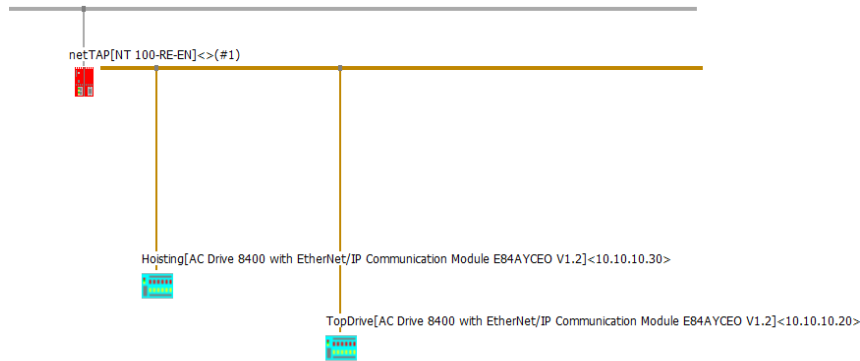 netTAP[NT 100-RE-EN]<>(#1)
Hoisting[AC Drive 8400 with EtherNet/IP Communication Module E84AYCEO V1.2]<10.10.10.30>
TopDrive[AC Drive 8400 with EtherNet/IP Communication Module E84AYCEO V1.2]<10.10.10.20>